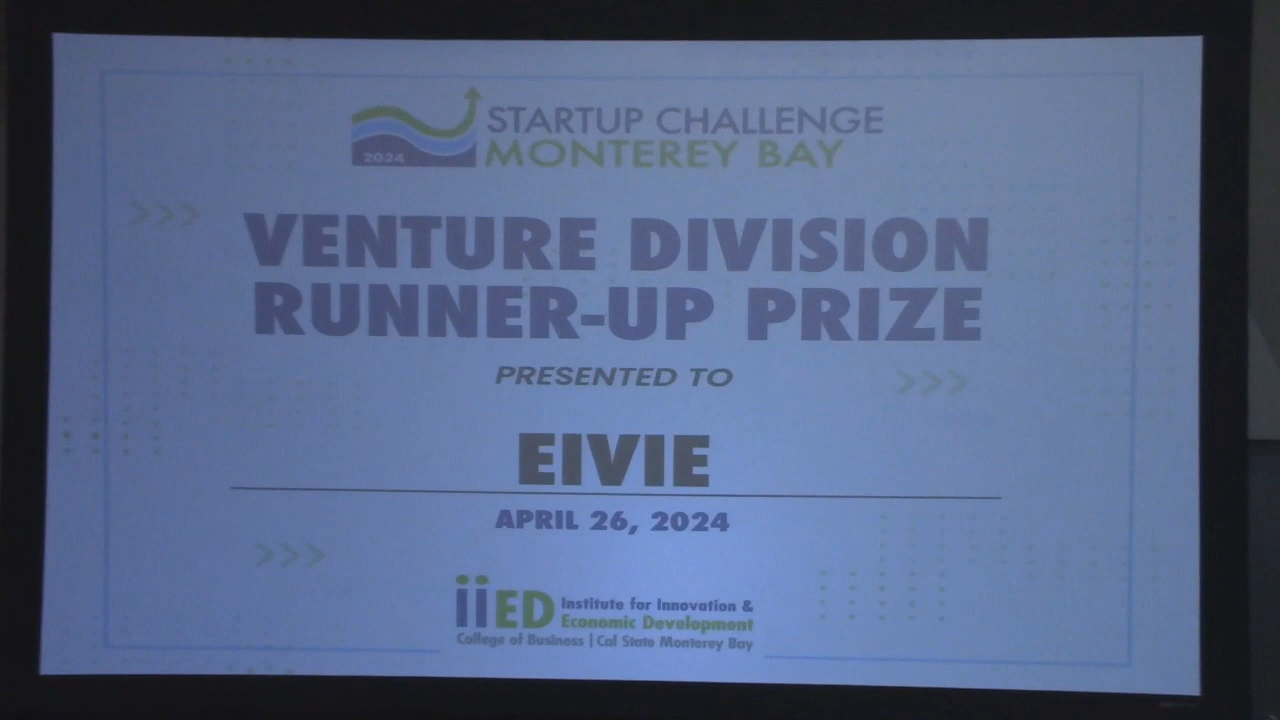 STARTUP CHALLENGE
2024 MONTEREY BAY
>>>
VENTURE DIVISION
RUNNER-UP PRIZE
PRESENTED TO
>>>
EIVIE
APRIL 26, 2024
>>>
iiED Institute for Innovation &
Economic Development
College of Business | Cal State Monterey Bay